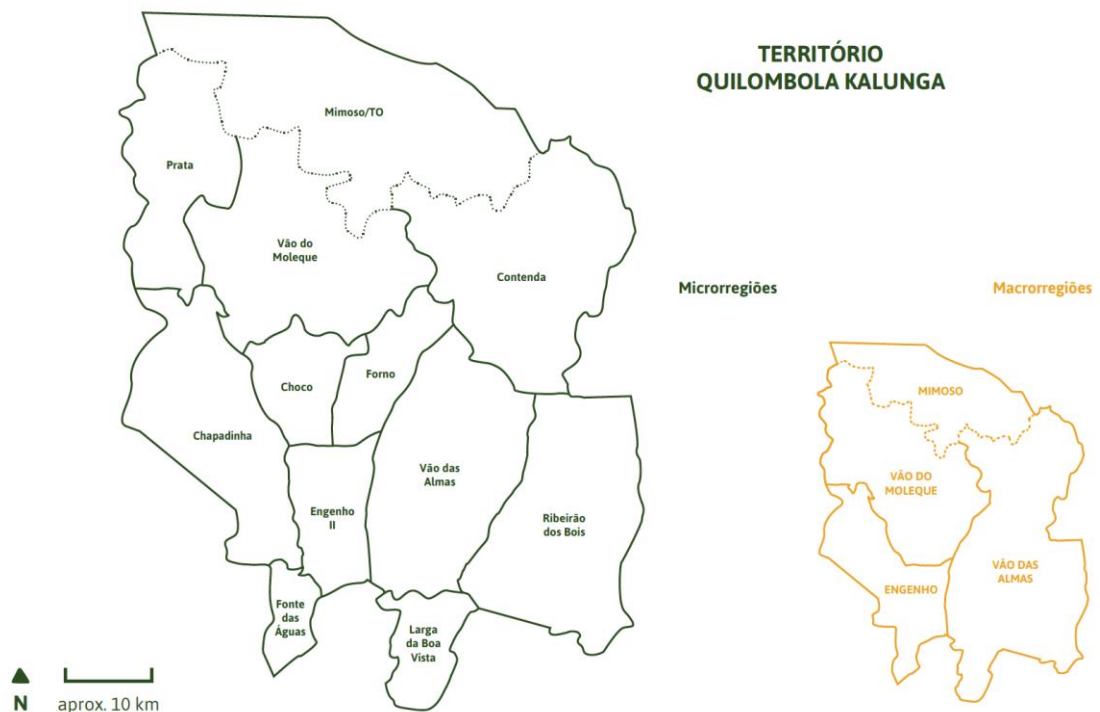 TERRITÓRIO
QUILOMBOLA KALUNGA
Mimoso/TO
Prata
Vão do
Moleque
Contenda
Choco
Forno
Chapadinha
Vão das
Almas
Engenho
II
Ribeirão
dos Bois
Fonte
das
Águas
Larga
da Boa
Vista
N
aprox. 10 km
Microrregiões
Macrorregiões
MIMOSO
VÃO DO
MOLEQUE
ENGENHO
VÃO DAS
ALMAS